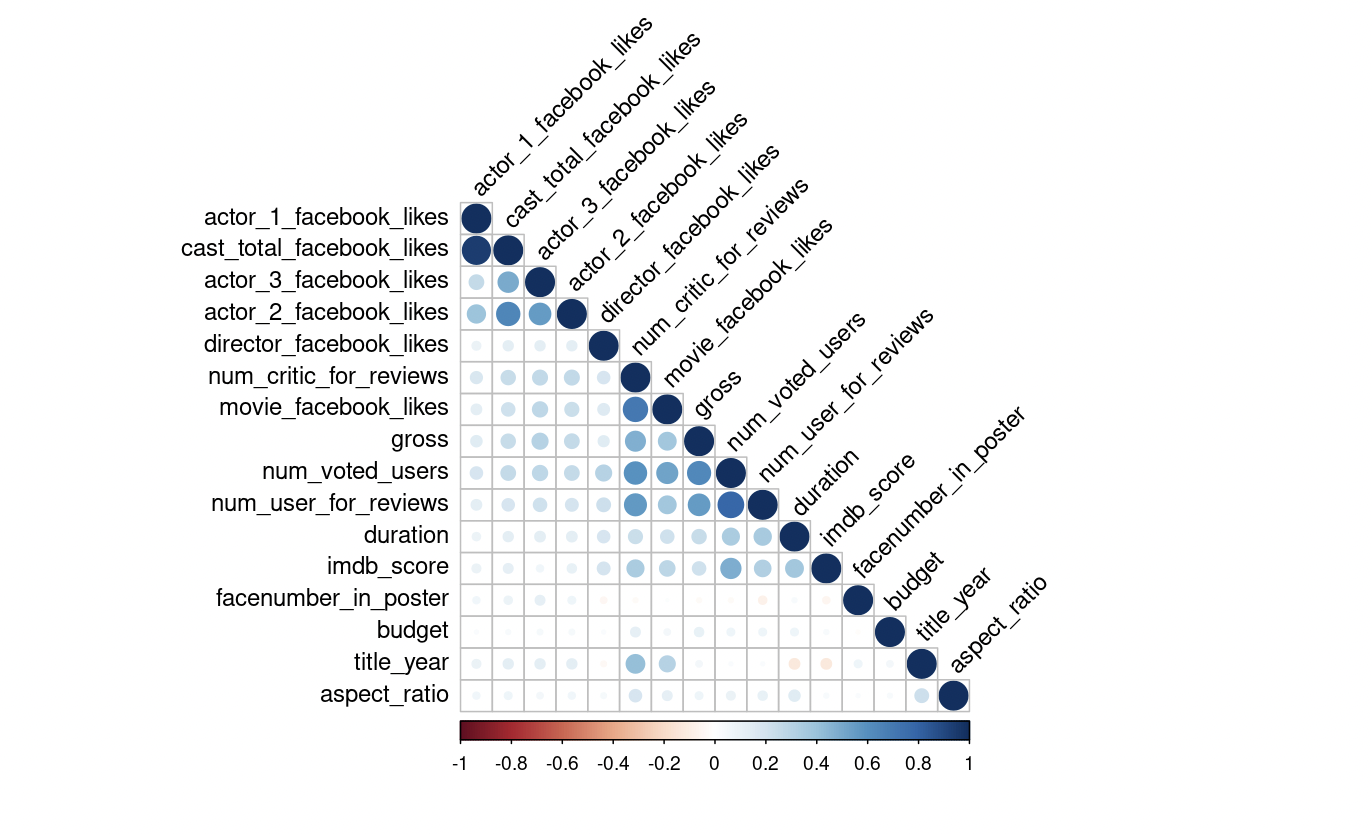 actor_1_facebook_likes
cast_total_facebook_likes
actor_3_facebook_likes
actor_2_facebook_likes
director_facebook_likes
num_critic_for_reviews
movie_facebook_likes
gross
num_voted_users
num_user_for_reviews
duration
imdb_score
facenumber_in_poster
budget
title_year
aspect_ratio
actor_1_facebook_likes
cast_total_facebook_likes
actor_3_facebook_likes
actor_2_facebook_likes
director_facebook_likes
num_critic_for_reviews
movie_facebook_likes
gross
num_voted_users
num_user_for_reviews
duration
imdb_score
facenumber_in_poster
budget
title_year
aspect_ratio
-1 -0.8 -0.6 -0.4 -0.2 0 0.2 0.4 0.6 0.8 1